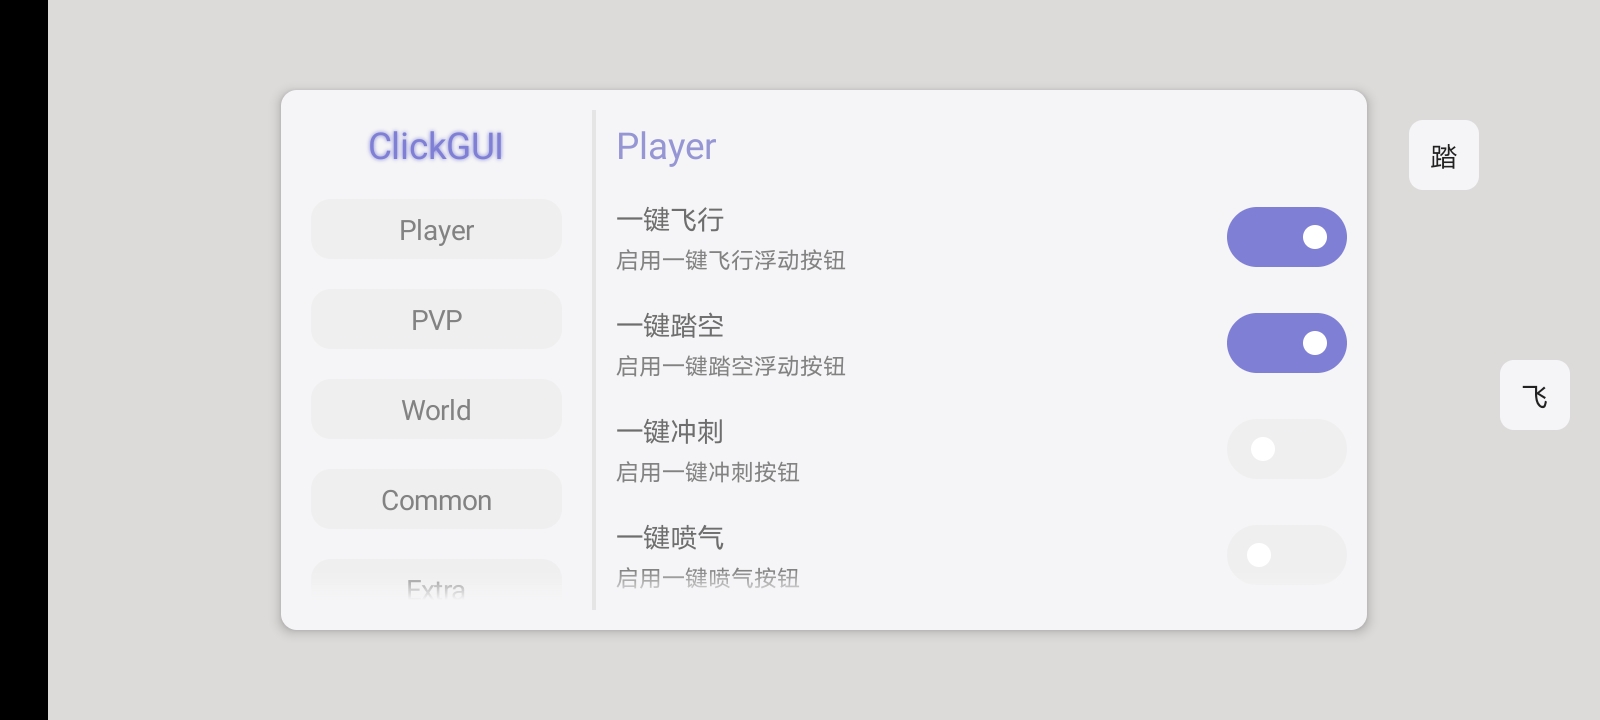 ClickGUI
Player
PVP
World
Common
Extra
Player
一键飞行
启用一键飞行浮动按钮
一键踏空
启用一键踏空浮动按钮
一键冲刺
启用一键冲刺按钮
一键喷气
启用一键喷气按钮
踏
飞